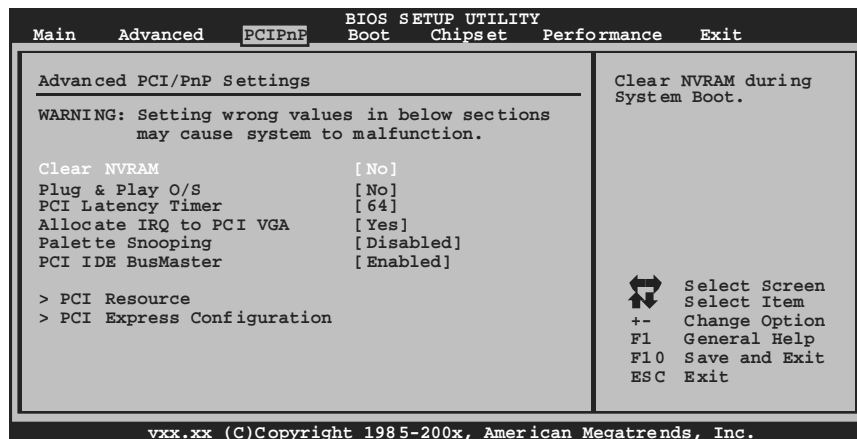 BIOS SETUP UTILITY
Main Advanced PCIPnP Boot Chipset Performance Exit
Advanced PCI/PnP Settings
WARNING: Setting wrong values in below sections
may cause system to malfunction.
Clear NVRAM [No]
Plug & Play O/S [No]
PCI Latency Timer [64]
Allocate IRQ to PCI VGA [Yes]
Palette Snooping [Disabled]
PCI IDE BusMaster [Enabled]
> PCI Resource
> PCI Express Configuration
Clear NVRAM during
System Boot.
Select Screen
Select Item
+- Change Option
F1 General Help
F10 Save and Exit
ESC Exit
vxx.xx (C)Copyright 1985-200x, American Megatrends, Inc.